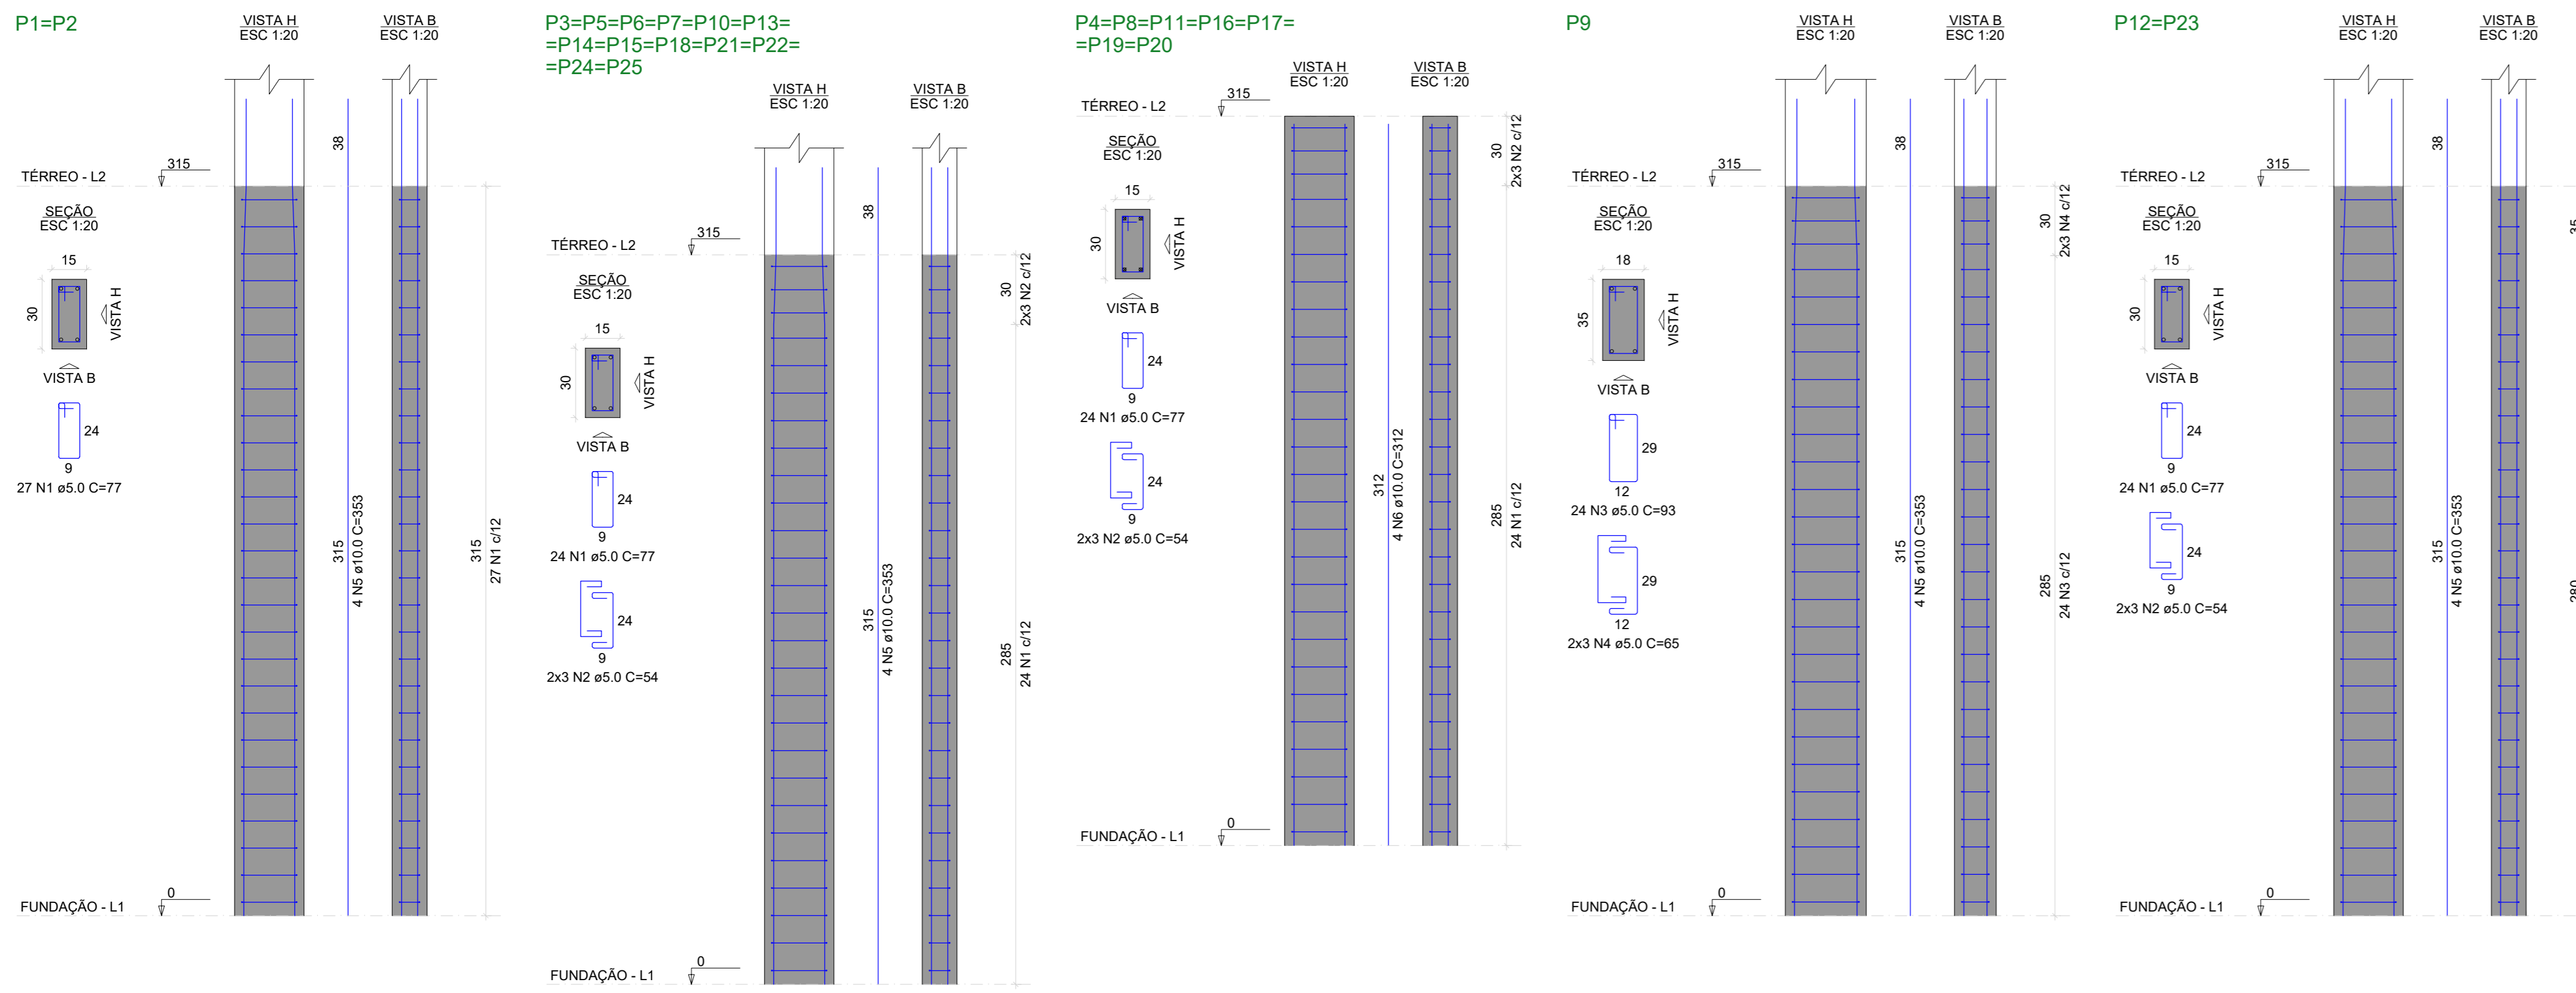 P1=P2
VISTA H
ESC 1:20
VISTA B
ESC 1:20
38
TÉRREO - L2
315
SEÇÃO
ESC 1:20
15
30
VISTA H
VISTA B
24
9
27 N1 ø5.0 C=77
315
4 N5 ø10.0 C=353
315
27 N1 c/12
FUNDAÇÃO - L1
0
P3=P5=P6=P7=P10=P13=
=P14=P15=P18=P21=P22=
=P24=P25
VISTA H
ESC 1:20
VISTA B
ESC 1:20
38
TÉRREO - L2
315
SEÇÃO
ESC 1:20
15
30
VISTA H
VISTA B
24
9
24 N1 ø5.0 C=77
24
9
2x3 N2 ø5.0 C=54
315
4 N5 ø10.0 C=353
30
2x3 N2 c/12
285
24 N1 c/12
FUNDAÇÃO - L1
0
P4=P8=P11=P16=P17=
=P19=P20
VISTA H
ESC 1:20
VISTA B
ESC 1:20
TÉRREO - L2
315
SEÇÃO
ESC 1:20
15
30
VISTA H
VISTA B
24
9
24 N1 ø5.0 C=77
24
9
2x3 N2 ø5.0 C=54
312
4 N6 ø10.0 C=312
30
2x3 N2 c/12
285
24 N1 c/12
FUNDAÇÃO - L1
0
P9
VISTA H
ESC 1:20
VISTA B
ESC 1:20
38
TÉRREO - L2
315
SEÇÃO
ESC 1:20
18
35
VISTA H
VISTA B
29
12
24 N3 ø5.0 C=93
29
12
2x3 N4 ø5.0 C=65
315
4 N5 ø10.0 C=353
30
2x3 N4 c/12
285
24 N3 c/12
FUNDAÇÃO - L1
0
P12=P23
VISTA H
ESC 1:20
VISTA B
ESC 1:20
38
TÉRREO - L2
315
SEÇÃO
ESC 1:20
15
30
VISTA H
VISTA B
24
9
24 N1 ø5.0 C=77
24
9
2x3 N2 ø5.0 C=54
315
4 N5 ø10.0 C=353
FUNDAÇÃO - L1
0